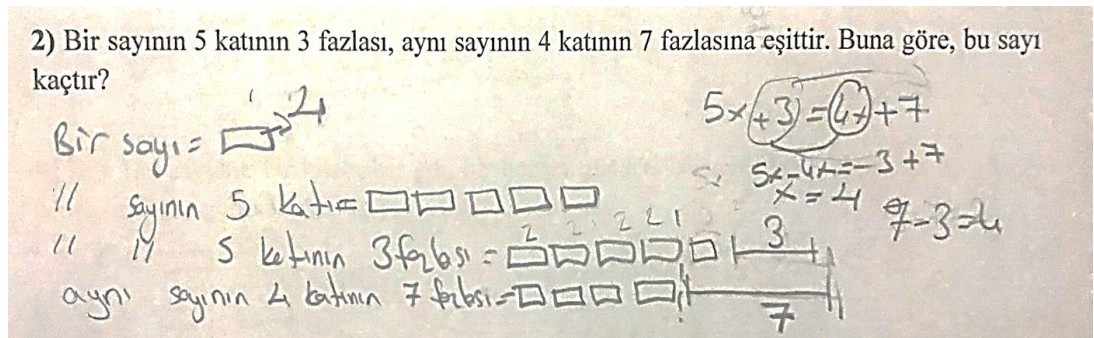 2) Bir sayının 5 katının 3 fazlası, aynı sayının 4 katının 7 fazlasına eşittir. Buna göre, bu sayı
kaçtır?
Bir sayı = 4
5x+3=4x+7
5x-4x=-3+7
x=4
7-3=4
" sayının 5 katı=
" " 5 katının 3 fazlası = 3
aynı sayının 4 katının 7 fazlası= 7